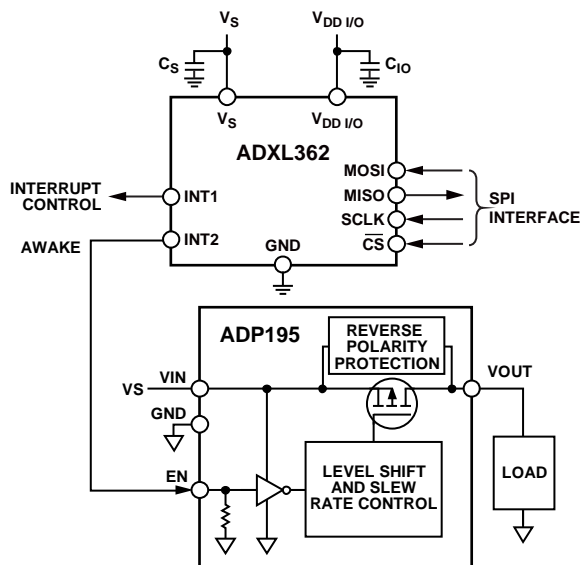 VS
VDD I/O
CS
CIO
VS
VDD I/O
ADXL362
MOSI
MISO
SCLK
CS
SPI
INTERFACE
INTERRUPT
CONTROL
INT1
AWAKE
INT2
GND
ADP195
REVERSE
POLARITY
PROTECTION
VIN
VS
VOUT
GND
EN
LEVEL SHIFT
AND SLEW
RATE CONTROL
LOAD